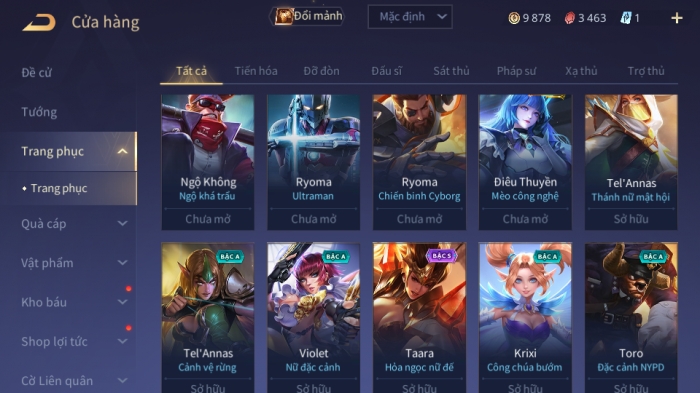 Cửa hàng
Đổi mảnh
Mặc định
9 878
3 463
1
Đề cử
Tướng
Trang phục
Trang phục
Quà cáp
Vật phẩm
Kho báu
Shop lợi tức
Cờ Liên quân
Tất cả
Tiến hóa
Đỡ đòn
Đấu sĩ
Sát thủ
Pháp sư
Xạ thủ
Trợ thủ
Ngộ Không
Ngộ khá trấu
Chưa mở
Ryoma
Ultraman
Chưa mở
Ryoma
Chiến binh Cyborg
Chưa mở
Điêu Thuyền
Mèo công nghệ
Chưa mở
Tel'Annas
Thánh nữ mật hội
Sở hữu
BẬC A
Tel'Annas
Cảnh vệ rừng
Sở hữu
BẬC A
Violet
Nữ đặc cảnh
Sở hữu
BẬC S
Taara
Hỏa ngọc nữ đế
Sở hữu
BẬC A
Krixi
Công chúa bướm
Sở hữu
BẬC A
Toro
Đặc cảnh NYPD
Sở hữu